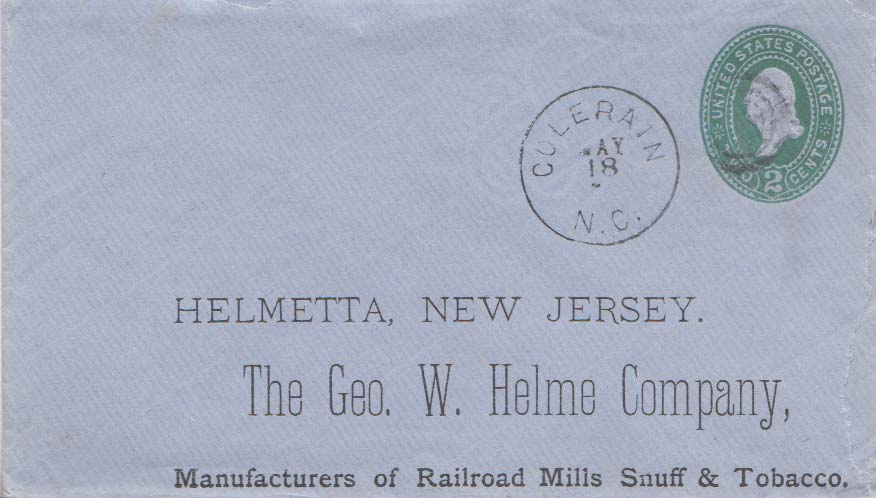 UNITED STATES POSTAGE
2 CENTS
COLERAIN
18
N.C.
HELMETTA, NEW JERSEY.
The Geo. W. Helme Company,
Manufacturers of Railroad Mills Snuff & Tobacco.